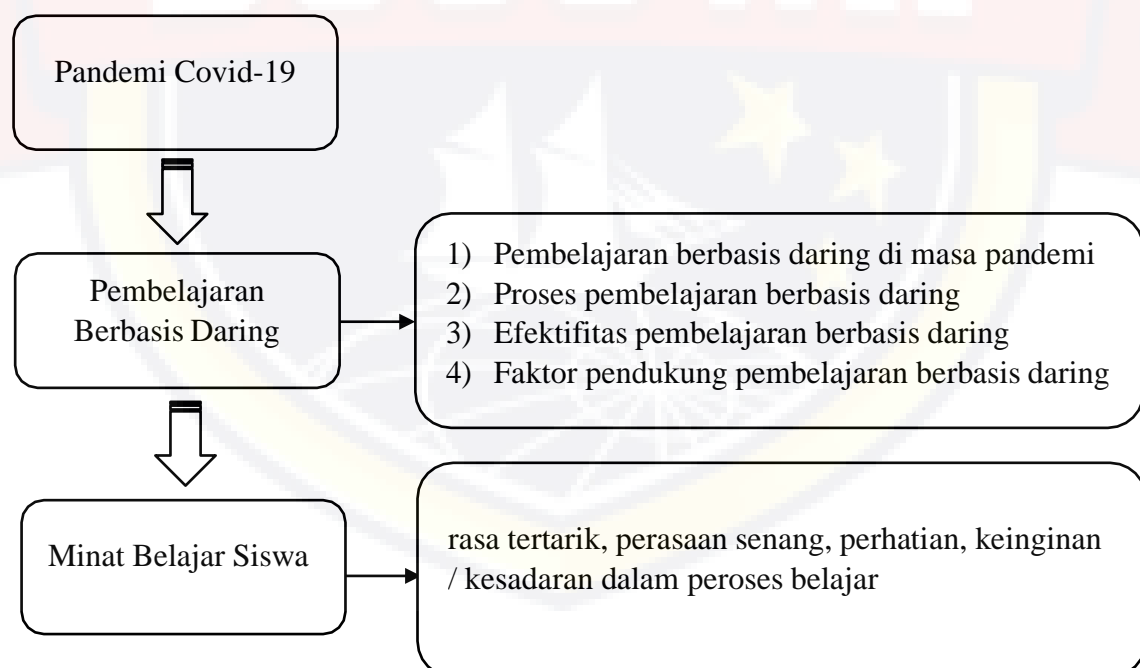 Pandemi Covid-19
Pembelajaran
Berbasis Daring
1) Pembelajaran berbasis daring di masa pandemi
2) Proses pembelajaran berbasis daring
3) Efektifitas pembelajaran berbasis daring
4) Faktor pendukung pembelajaran berbasis daring
Minat Belajar Siswa
rasa tertarik, perasaan senang, perhatian, keinginan
/ kesadaran dalam peroses belajar